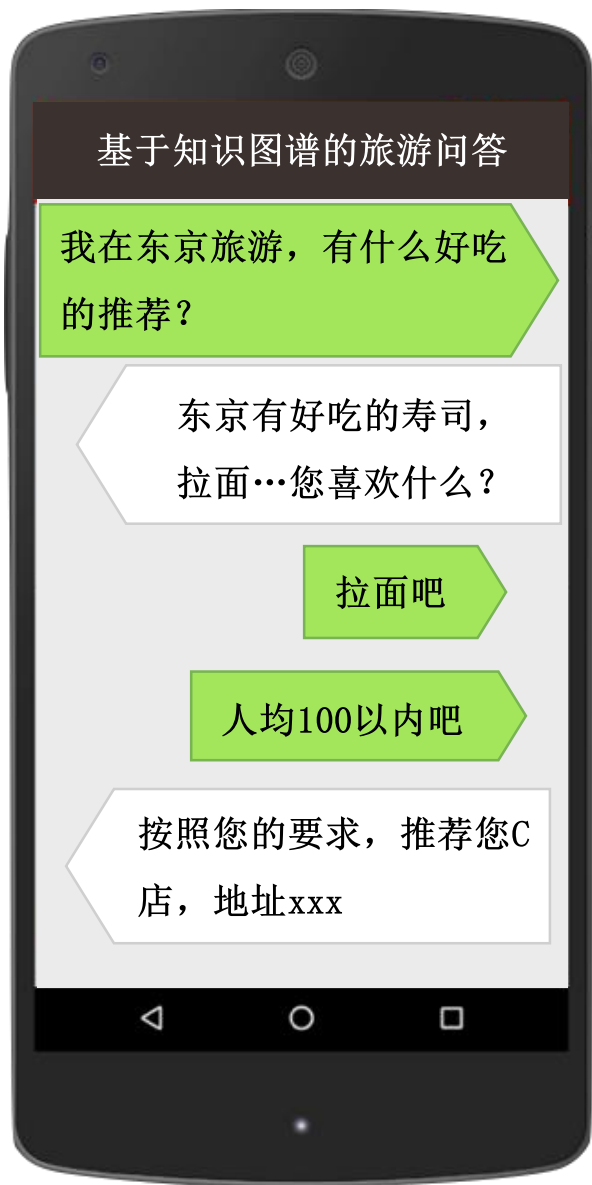 基于知识图谱的旅游问答
我在东京旅游，有什么好吃
的推荐？
东京有好吃的寿司，
拉面…您喜欢什么？
拉面吧
人均100以内吧
按照您的要求，推荐您C
店，地址xxx